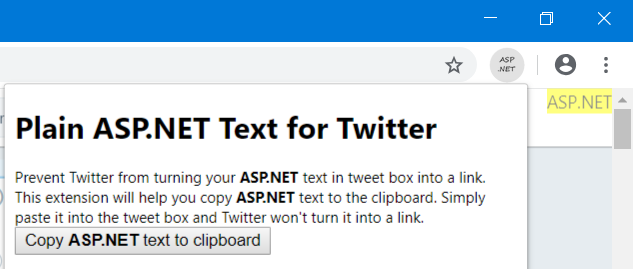 ASP
.NET
ASP.NET
Plain ASP.NET Text for Twitter
Prevent Twitter from turning your ASP.NET text in tweet box into a link.
This extension will help you copy ASP.NET text to the clipboard. Simply
paste it into the tweet box and Twitter won't turn it into a link.
Copy ASP.NET text to clipboard